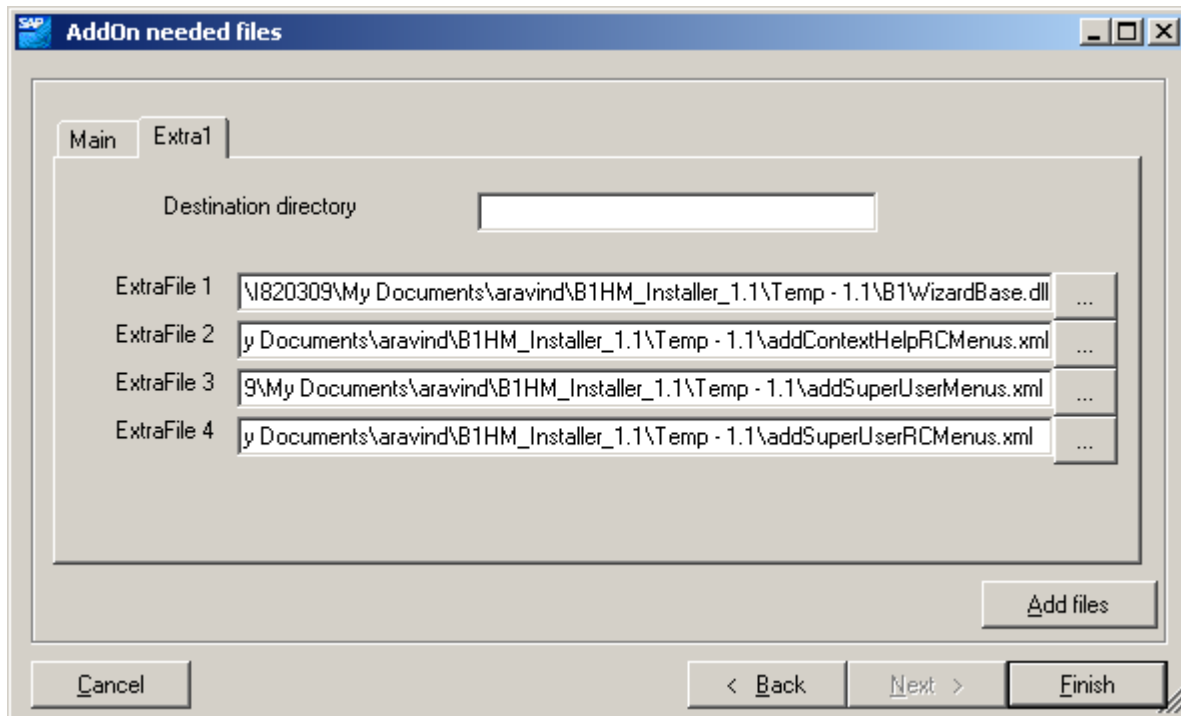 SAP AddOn needed files
Main Extra1
Destination directory
ExtraFile 1 \I820309\My Documents\aravind\B1HM_Installer_1.1\Temp - 1.1\B1WizardBase.dll ...
ExtraFile 2 y Documents\aravind\B1HM_Installer_1.1\Temp - 1.1\addContextHelpRCMenus.xml ...
ExtraFile 3 9\My Documents\aravind\B1HM_Installer_1.1\Temp - 1.1\addSuperUserMenus.xml ...
ExtraFile 4 y Documents\aravind\B1HM_Installer_1.1\Temp - 1.1\addSuperUserRCMenus.xml ...
Add files
Cancel < Back Next > Finish